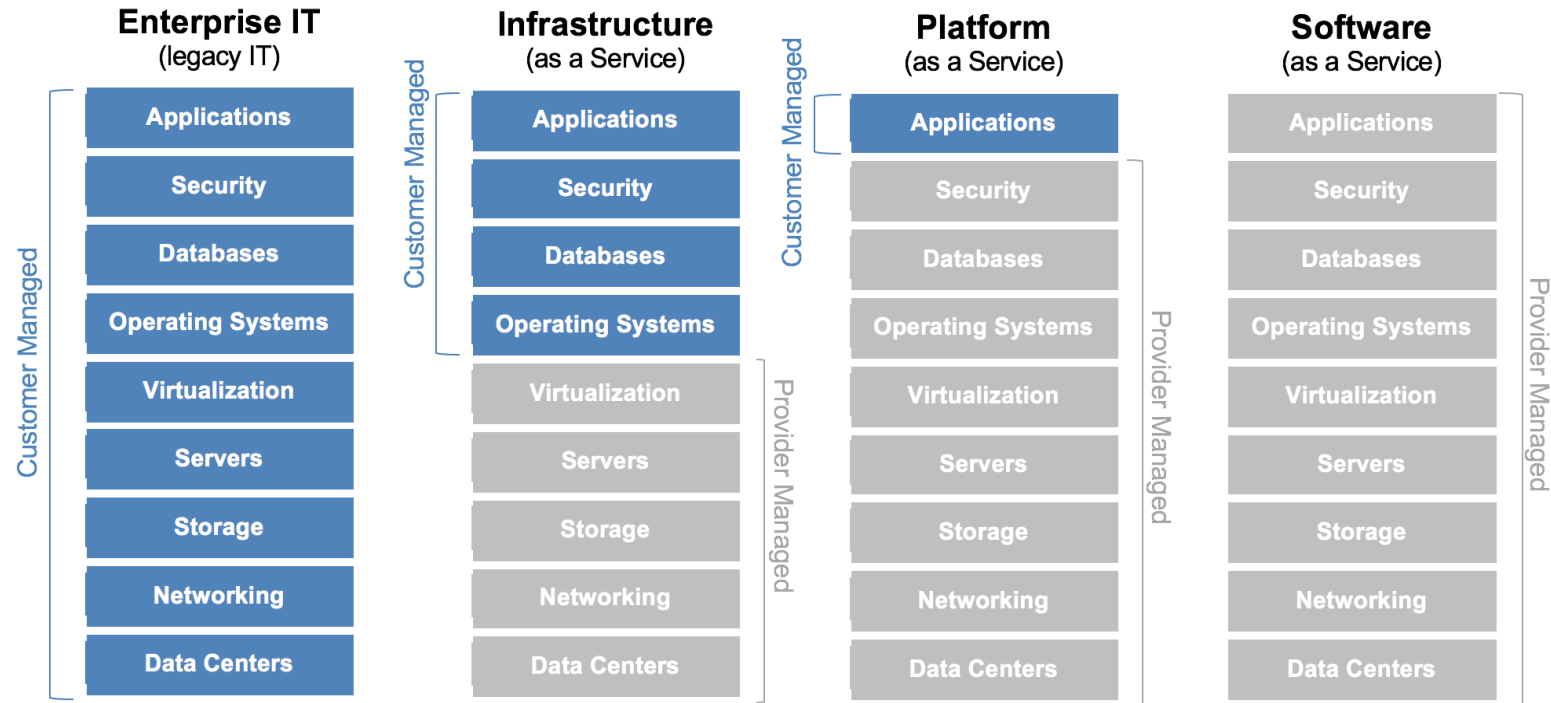 Enterprise IT
(legacy IT)
Customer Managed
Applications
Security
Databases
Operating Systems
Virtualization
Servers
Storage
Networking
Data Centers
Infrastructure
(as a Service)
Customer Managed
Applications
Security
Databases
Operating Systems
Virtualization
Servers
Storage
Networking
Data Centers
Provider Managed
Platform
(as a Service)
Customer Managed
Applications
Security
Databases
Operating Systems
Virtualization
Servers
Storage
Networking
Data Centers
Provider Managed
Software
(as a Service)
Applications
Security
Databases
Operating Systems
Virtualization
Servers
Storage
Networking
Data Centers
Provider Managed